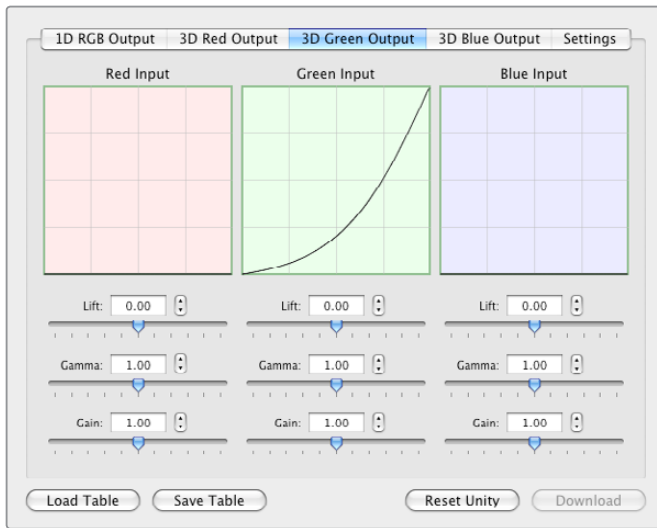 1D RGB Output 3D Red Output 3D Green Output 3D Blue Output Settings
Red Input Green Input Blue Input
Lift: 0.00 Lift: 0.00 Lift: 0.00
Gamma: 1.00 Gamma: 1.00 Gamma: 1.00
Gain: 1.00 Gain: 1.00 Gain: 1.00
Load Table Save Table Reset Unity Download